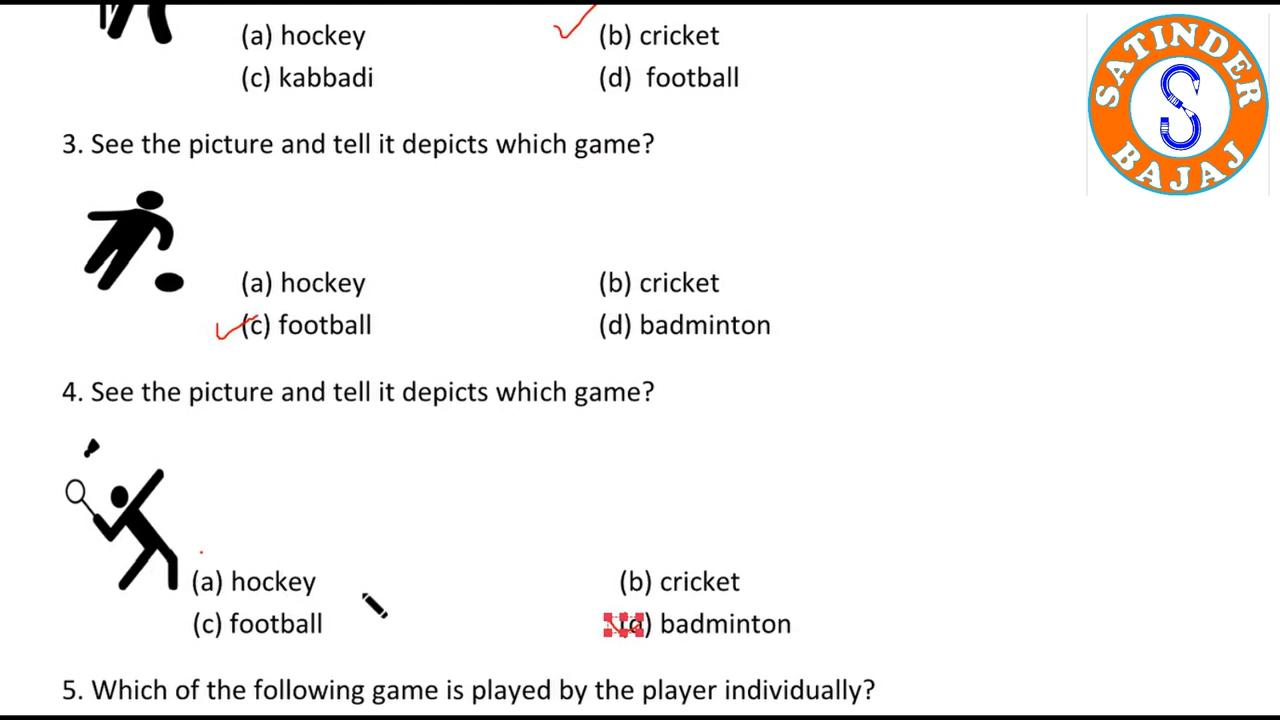 (a) hockey (b) cricket
(c) kabbadi (d) football
3. See the picture and tell it depicts which game?
(a) hockey (b) cricket
(c) football (d) badminton
4. See the picture and tell it depicts which game?
(a) hockey (b) cricket
(c) football (d) badminton
5. Which of the following game is played by the player individually?
SATINDER
S
BAJAJ